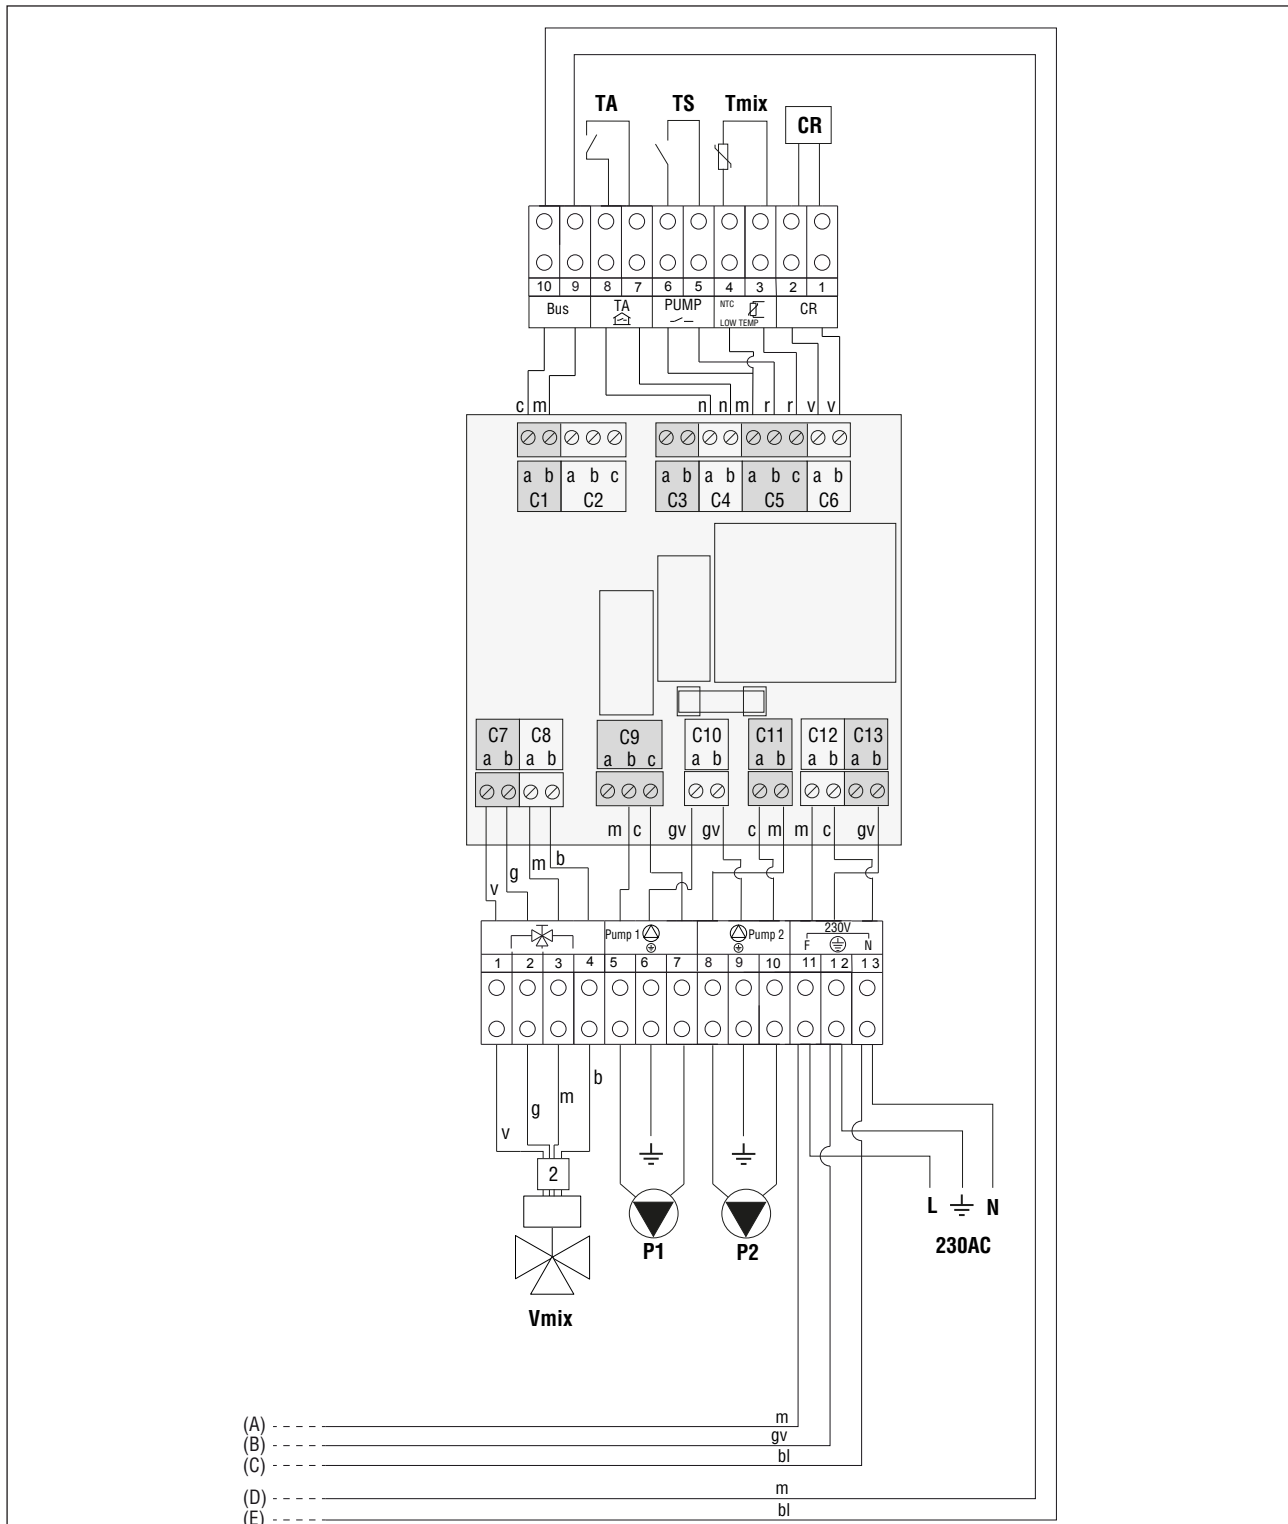 TA TS Tmix
CR
10 9 8 7 6 5 4 3 2 1
Bus TA PUMP NTC LOW TEMP CR
c m n n m r r v v
a b a b c a b a b a b c a b
C1 C2 C3 C4 C5 C6
C7 C8 C9 C10 C11 C12 C13
a b a b a b c a b a b a b a b
m c gv gv c m m c gv
v g m b
Pump 1 Pump 2 230V
F N
1 2 3 4 5 6 7 8 9 10 11 12 13
v g m b
2
L N
P1 P2 230AC
Vmix
(A) m
(B) gv
(C) bl
(D) m
(E) bl